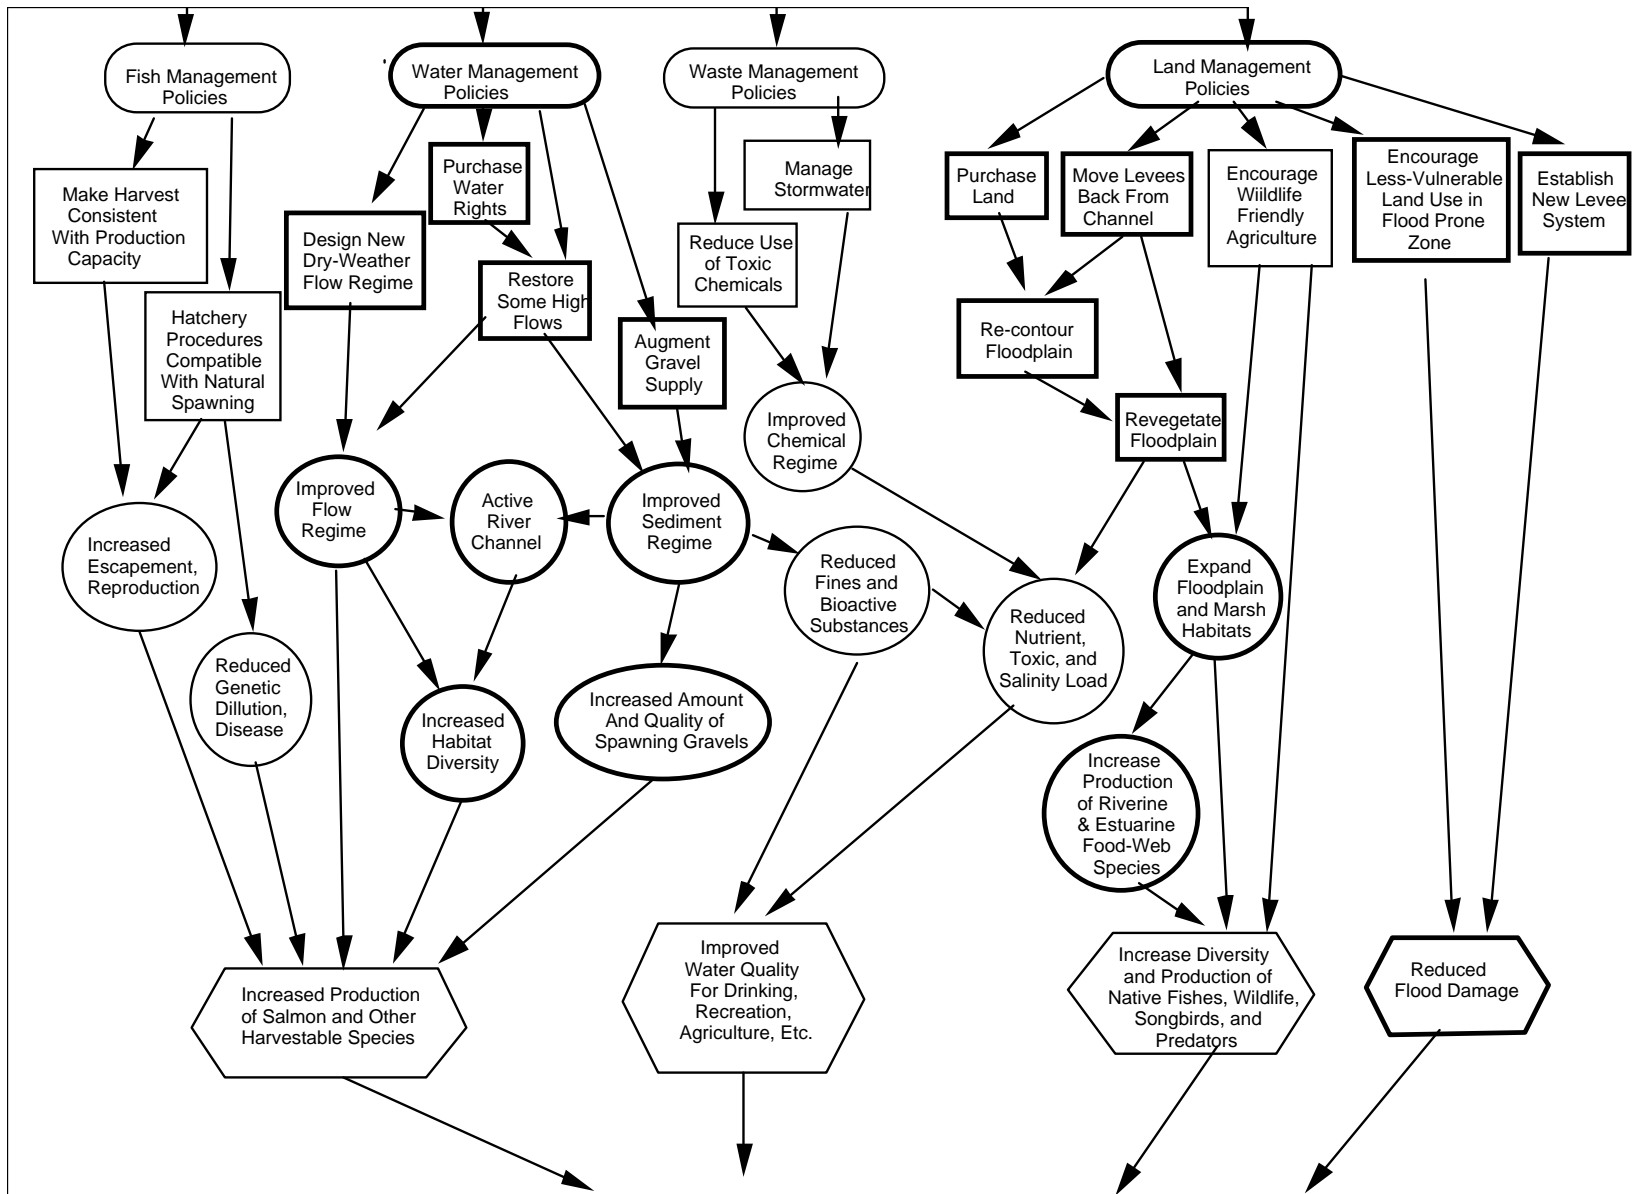 Fish Management
Policies
Water Management
Policies
Waste Management
Policies
Land Management
Policies
Make Harvest
Consistent
With Production
Capacity
Purchase
Water
Rights
Manage
Stormwater
Purchase
Land
Move Levees
Back From
Channel
Encourage
Wiildlife
Friendly
Agriculture
Encourage
Less-Vulnerable
Land Use in
Flood Prone
Zone
Establish
New Levee
System
Design New
Dry-Weather
Flow Regime
Restore
Some High
Flows
Reduce Use
of Toxic
Chemicals
Hatchery
Procedures
Compatible
With Natural
Spawning
Augment
Gravel
Supply
Re-contour
Floodplain
Improved
Chemical
Regime
Revegetate
Floodplain
Improved
Flow
Regime
Active
River
Channel
Improved
Sediment
Regime
Increased
Escapement,
Reproduction
Reduced
Fines and
Bioactive
Substances
Expand
Floodplain
and Marsh
Habitats
Reduced
Nutrient,
Toxic, and
Salinity Load
Reduced
Genetic
Dillution,
Disease
Increased
Habitat
Diversity
Increased Amount
And Quality of
Spawning Gravels
Increase
Production
of Riverine
& Estuarine
Food-Web
Species
Increased Production
of Salmon and Other
Harvestable Species
Improved
Water Quality
For Drinking,
Recreation,
Agriculture, Etc.
Increase Diversity
and Production of
Native Fishes, Wildlife,
Songbirds, and
Predators
Reduced
Flood Damage